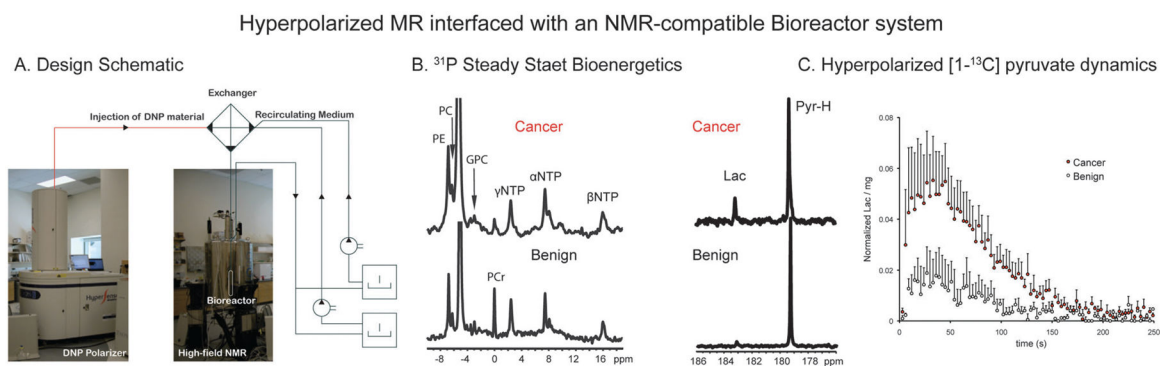 Hyperpolarized MR interfaced with an NMR-compatible Bioreactor system
A. Design Schematic
Exchanger
Injection of DNP material
Recirculating Medium
Bioreactor
DNP Polarizer
High-field NMR
B. ³¹P Steady Staet Bioenergetics
Cancer
PC
PE
GPC
γNTP
αNTP
βNTP
Benign
PCr
-8 -4 0 4 8 12 16 ppm
Pyr-H
Cancer
Lac
Benign
186 184 182 180 178 ppm
C. Hyperpolarized [1-¹³C] pyruvate dynamics
Normalized Lac / mg
0.08
0.06
0.04
0.02
0
Cancer
Benign
0 50 100 150 200 250
time (s)